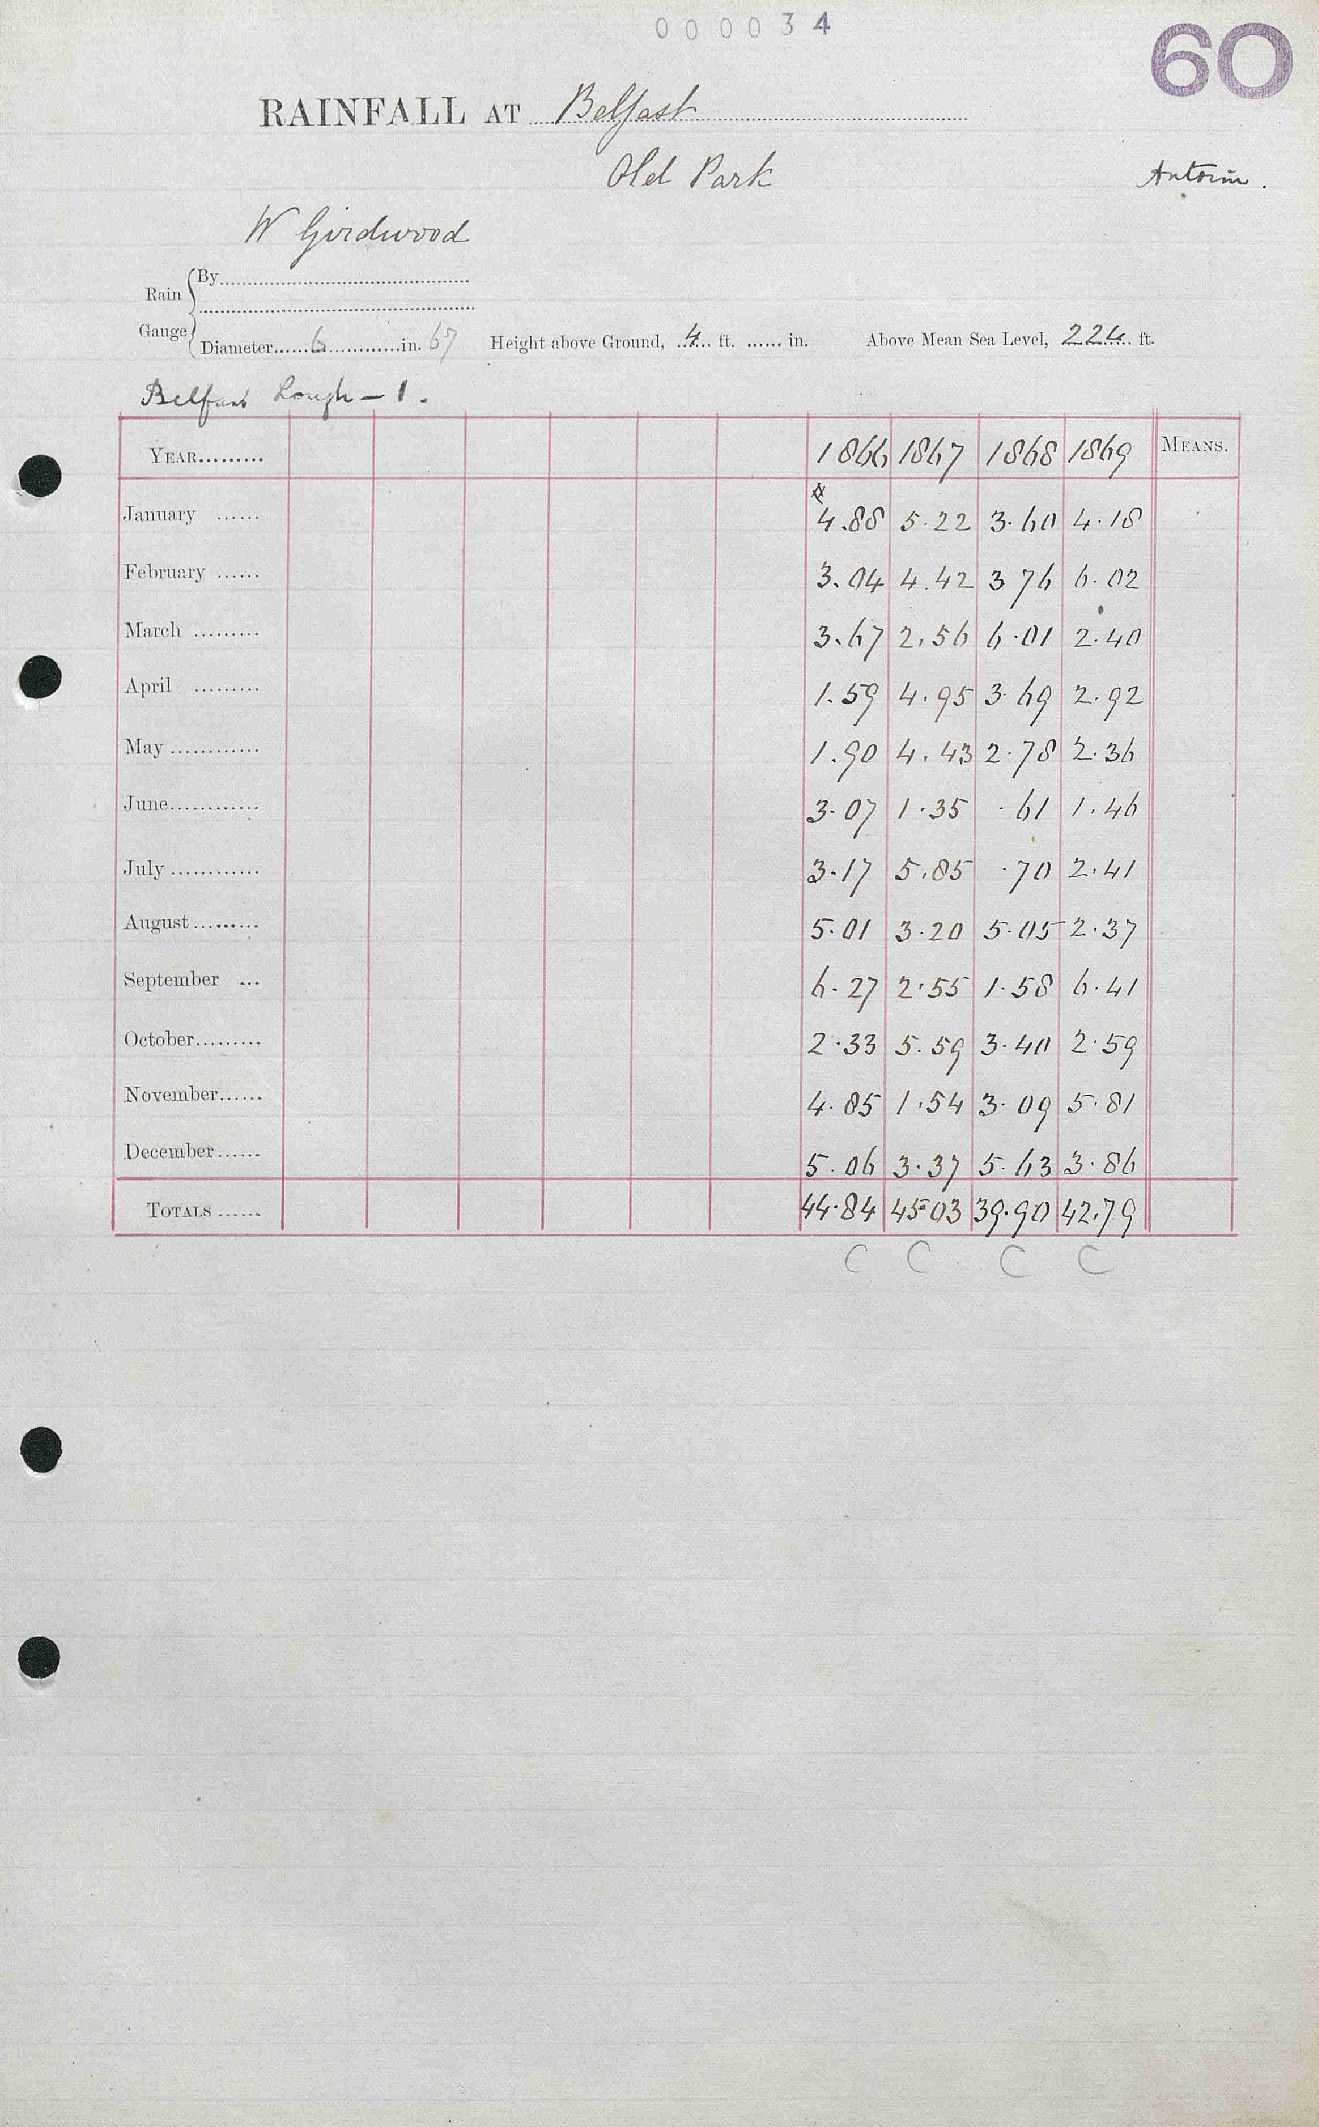 000034
60
RAINFALL AT Belfast
Old Park
Antrim.
W Girdwood
Rain Gauge
By
Diameter 6 in. 67 Height above Ground, 4 ft. in. Above Mean Sea Level, 224 ft.
Belfast Lough - 1.
YEAR 1866 1867 1868 1869 MEANS.
January 4.88 5.22 3.60 4.18
February 3.04 4.42 3 76 6.02
March 3.67 2.56 6.01 2.40
April 1.59 4.95 3.69 2.92
May 1.90 4.43 2.78 2.36
June 3.07 1.35 .61 1.46
July 3.17 5.85 .70 2.41
August 5.01 3.20 5.05 2.37
September 6.27 2.55 1.58 6.41
October 2.33 5.59 3.40 2.59
November 4.85 1.54 3.09 5.81
December 5.06 3.37 5.63 3.86
TOTALS 44.84 45.03 39.90 42.79
C C C C